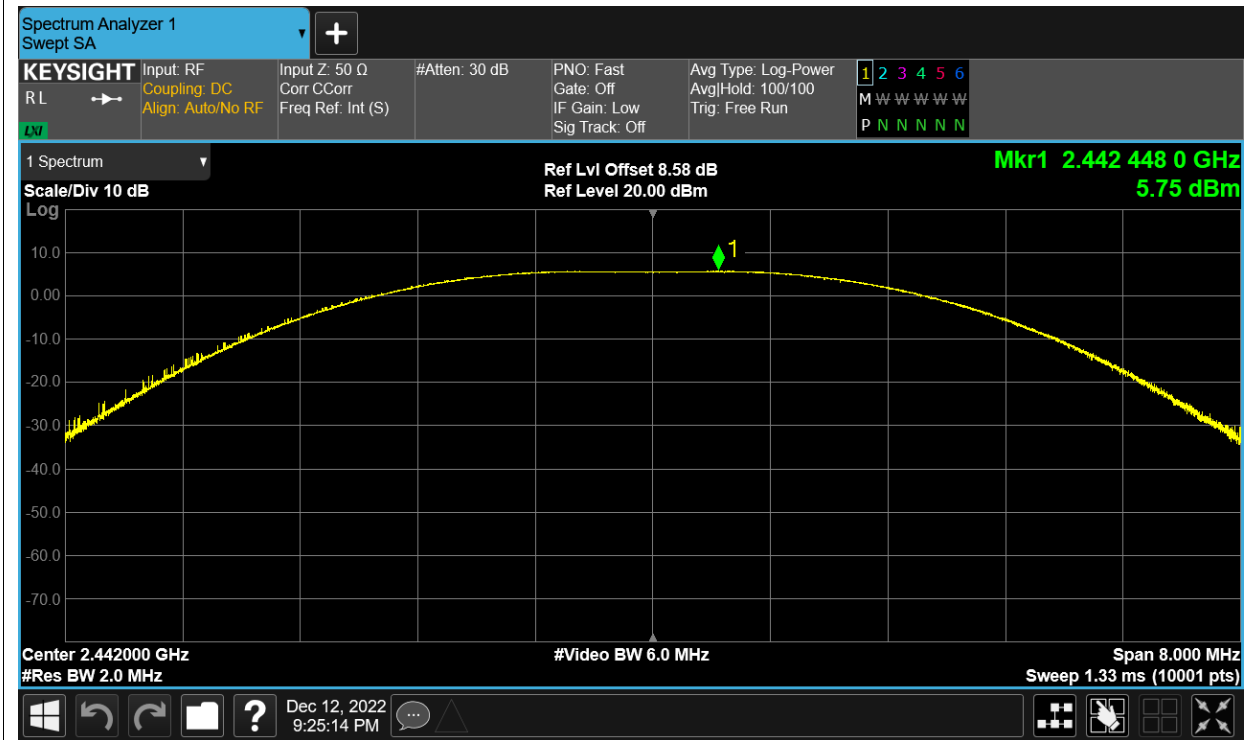 Spectrum Analyzer 1
Swept SA
KEYSIGHT
R L
LXI
Input: RF
Coupling: DC
Align: Auto/No RF
Input Z: 50 Ω
Corr CCorr
Freq Ref: Int (S)
#Atten: 30 dB
PNO: Fast
Gate: Off
IF Gain: Low
Sig Track: Off
Avg Type: Log-Power
Avg|Hold: 100/100
Trig: Free Run
1 2 3 4 5 6
M W W W W W
P N N N N N
1 Spectrum
Scale/Div 10 dB
Log
Ref Lvl Offset 8.58 dB
Ref Level 20.00 dBm
Mkr1 2.442 448 0 GHz
5.75 dBm
1
10.0
0.00
-10.0
-20.0
-30.0
-40.0
-50.0
-60.0
-70.0
Center 2.442000 GHz
#Res BW 2.0 MHz
#Video BW 6.0 MHz
Span 8.000 MHz
Sweep 1.33 ms (10001 pts)
?
Dec 12, 2022
9:25:14 PM